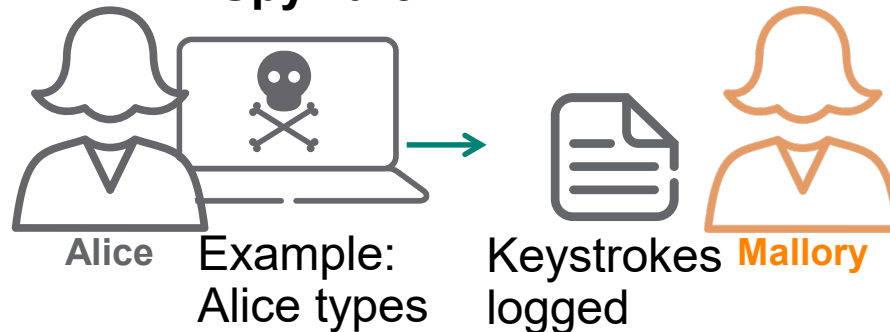 Alice
Example:
Alice types
Keystrokes
logged
Mallory